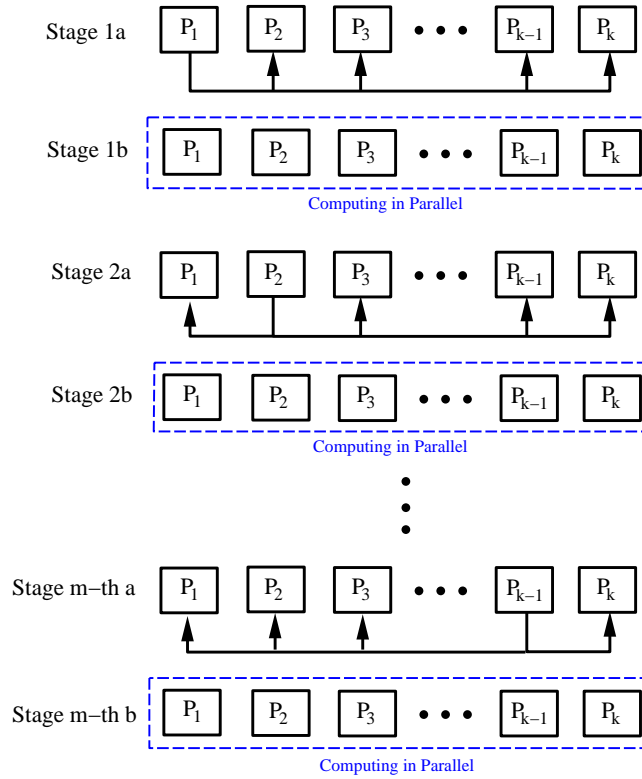 Stage 1a P₁ P₂ P₃ • • • Pₖ₋₁ Pₖ
Stage 1b P₁ P₂ P₃ • • • Pₖ₋₁ Pₖ
Computing in Parallel
Stage 2a P₁ P₂ P₃ • • • Pₖ₋₁ Pₖ
Stage 2b P₁ P₂ P₃ • • • Pₖ₋₁ Pₖ
Computing in Parallel
Stage m−th a P₁ P₂ P₃ • • • Pₖ₋₁ Pₖ
Stage m−th b P₁ P₂ P₃ • • • Pₖ₋₁ Pₖ
Computing in Parallel